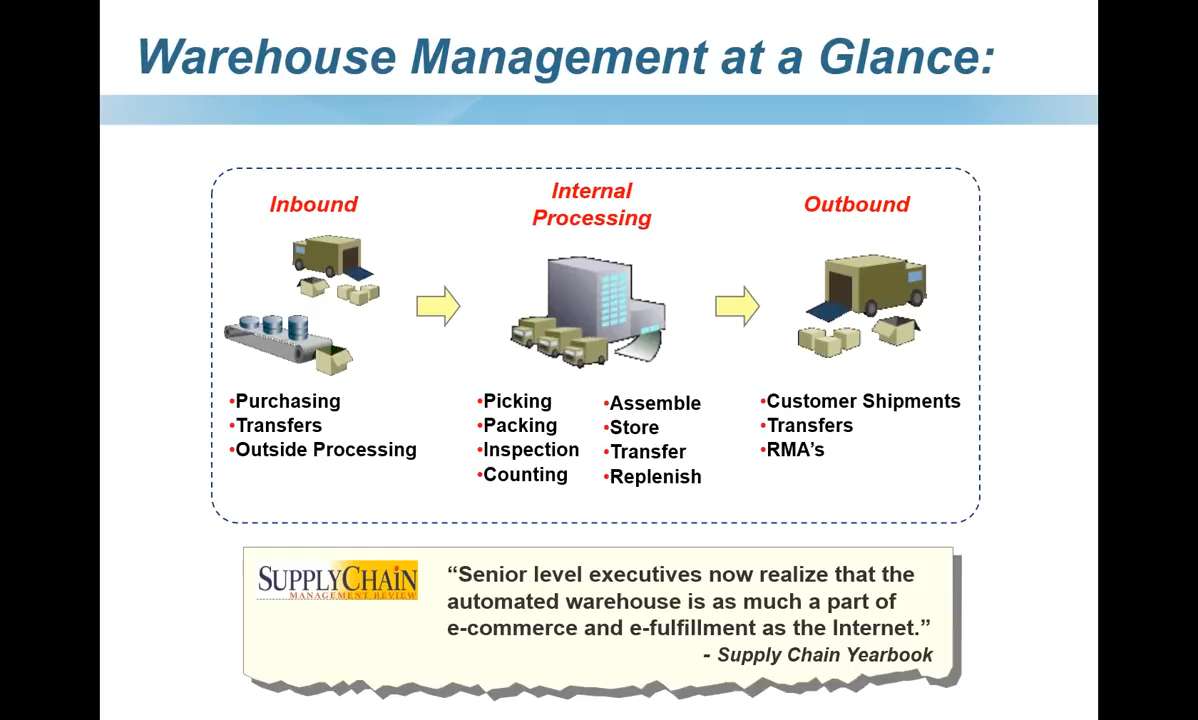 Warehouse Management at a Glance:
Inbound
•Purchasing
•Transfers
•Outside Processing
Internal
Processing
•Picking
•Packing
•Inspection
•Counting
•Assemble
•Store
•Transfer
•Replenish
Outbound
•Customer Shipments
•Transfers
•RMA’s
SUPPLYCHAIN
MANAGEMENT REVIEW
“Senior level executives now realize that the
automated warehouse is as much a part of
e-commerce and e-fulfillment as the Internet.”
- Supply Chain Yearbook